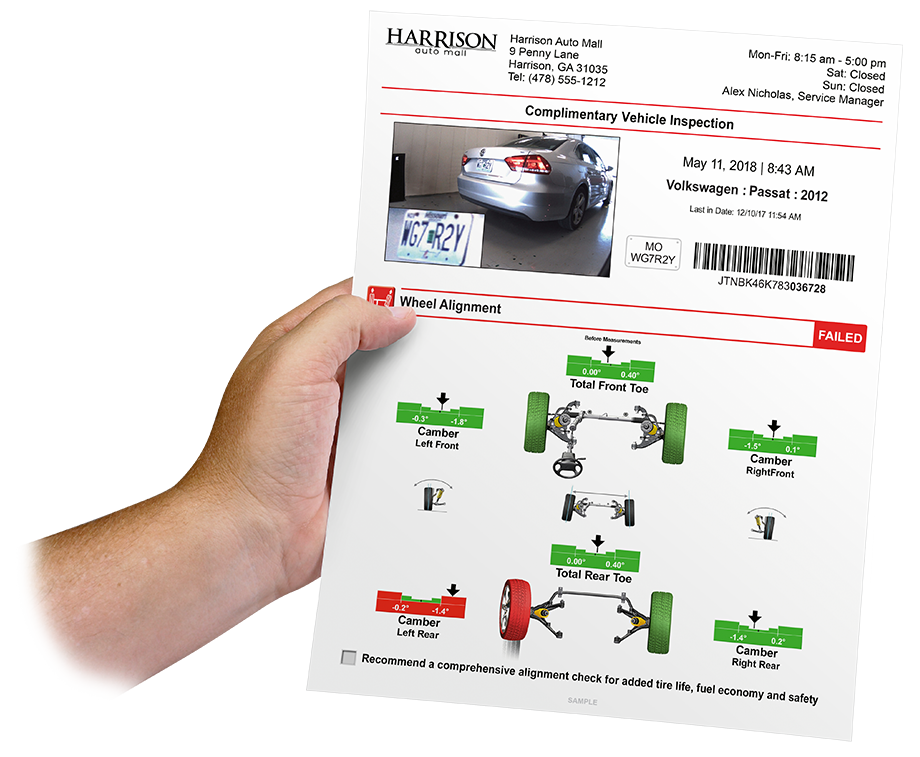 HARRISON
auto mall
Harrison Auto Mall
9 Penny Lane
Harrison, GA 31035
Tel: (478) 555-1212
Mon-Fri: 8:15 am - 5:00 pm
Sat: Closed
Sun: Closed
Alex Nicholas, Service Manager
Complimentary Vehicle Inspection
WG7 R2Y
May 11, 2018 | 8:43 AM
Volkswagen : Passat : 2012
Last in Date: 12/10/17 11:54 AM
MO
WG7R2Y
JTNBK46K783036728
Wheel Alignment
FAILED
Before Measurements
0.00° 0.40°
Total Front Toe
-0.3° -1.8°
Camber
Left Front
-1.5° 0.1°
Camber
RightFront
0.00° 0.40°
Total Rear Toe
-0.2° -1.4°
Camber
Left Rear
-1.4° 0.2°
Camber
Right Rear
Recommend a comprehensive alignment check for added tire life, fuel economy and safety
SAMPLE